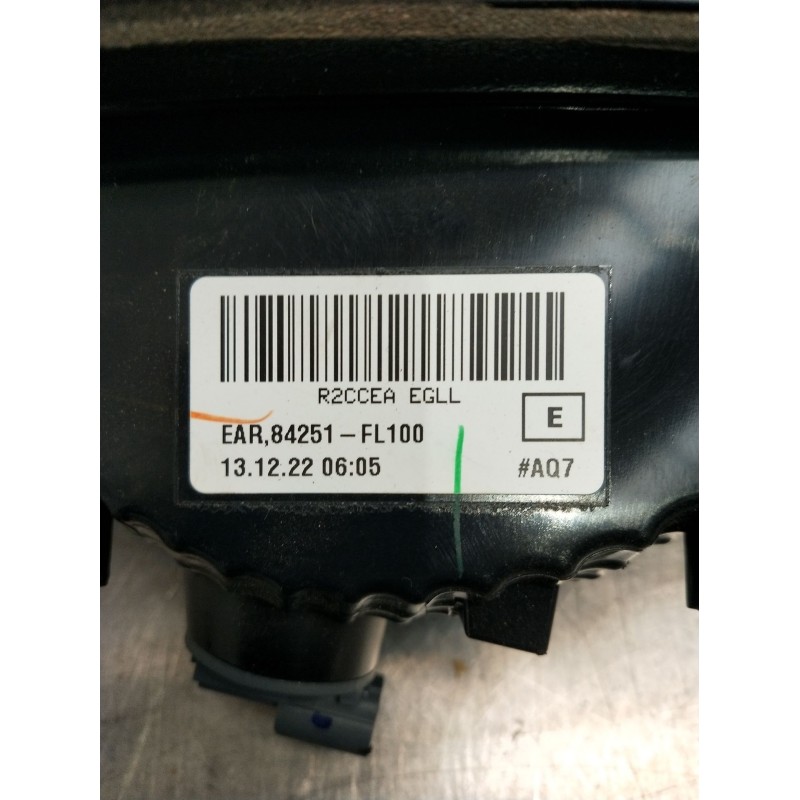 R2CCEA EGLL
E
EAR,84251-FL100
13.12.22 06:05
#AQ7